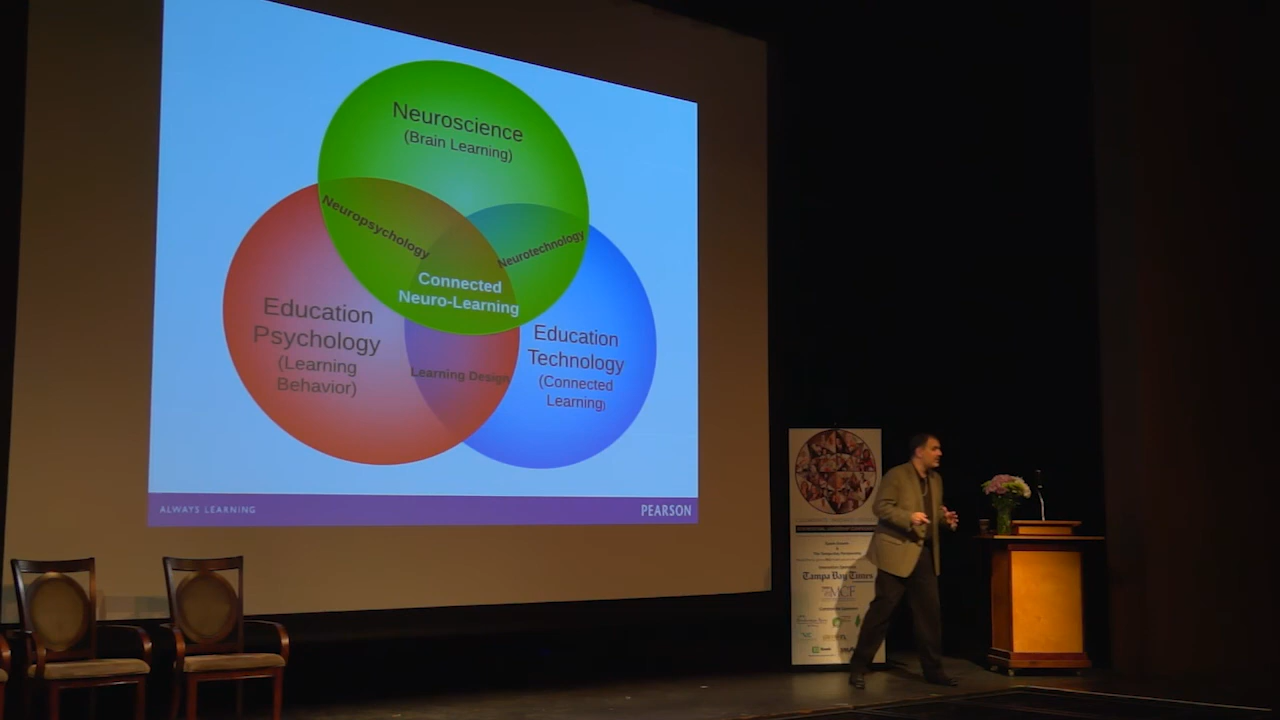 Neuroscience
(Brain Learning)
Neuropsychology
Neurotechnology
Connected
Neuro-Learning
Education
Psychology
(Learning
Behavior)
Education
Technology
(Connected
Learning)
Learning Design
ALWAYS LEARNING
PEARSON
Tampa Bay Times
MCF